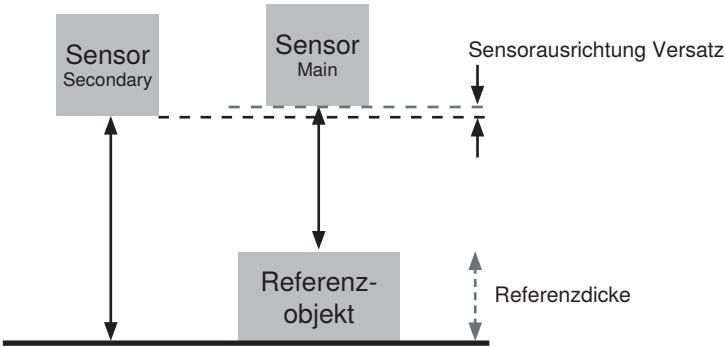 Sensor
Secondary
Sensor
Main
Sensorausrichtung Versatz
Referenz-
objekt
Referenzdicke